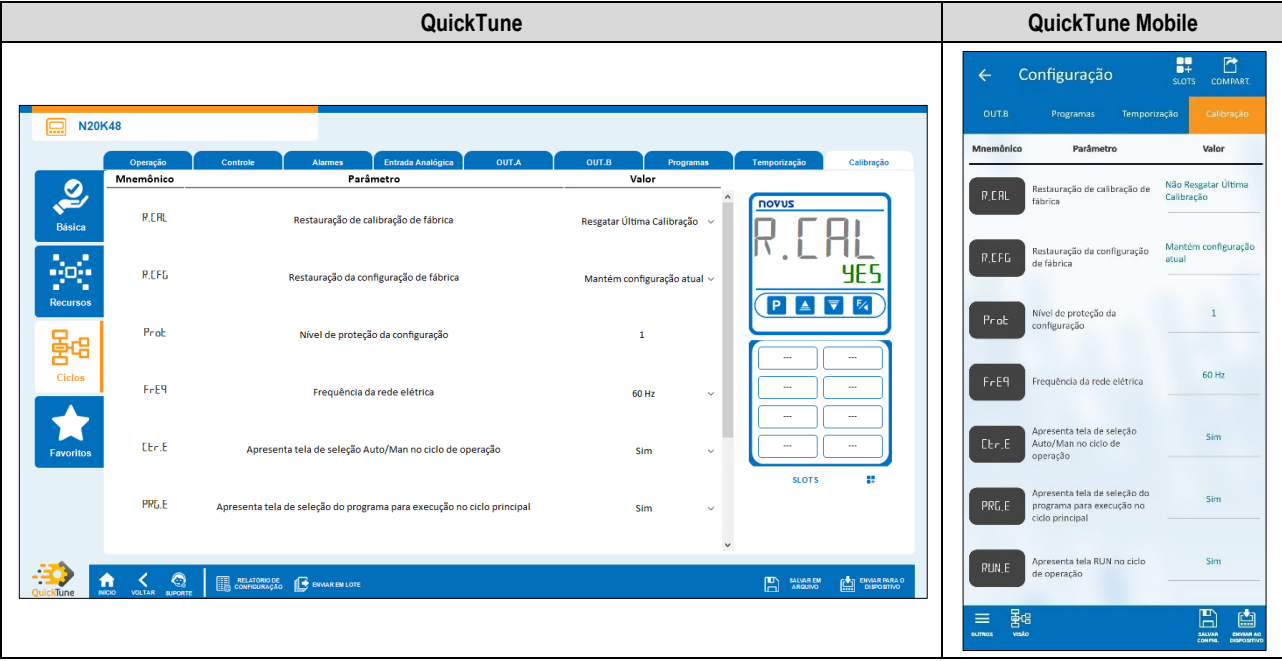 QuickTune
QuickTune Mobile
N20K48
Operação
Controle
Alarmes
Entrada Analógica
OUT.A
OUT.B
Programas
Temporização
Calibração
Mnemônico
Parâmetro
Valor
Básica
Recursos
Ciclos
Favoritos
R.CAL
Restauração de calibração de fábrica
Resgatar Última Calibração
R.CFG
Restauração da configuração de fábrica
Mantém configuração atual
Prot
Nível de proteção da configuração
1
FrEq
Frequência da rede elétrica
60 Hz
Ctr.E
Apresenta tela de seleção Auto/Man no ciclo de operação
Sim
PRG.E
Apresenta tela de seleção do programa para execução no ciclo principal
Sim
novus
R.CAL
YES
P
F/
---
---
---
---
---
---
---
---
SLOTS
QuickTune
INÍCIO
VOLTAR
SUPORTE
RELATÓRIO DE
CONFIGURAÇÃO
ENVIAR EM LOTE
SALVAR EM
ARQUIVO
ENVIAR PARA O
DISPOSITIVO
Configuração
SLOTS
COMPART.
OUT.B
Programas
Temporização
Calibração
Mnemônico
Parâmetro
Valor
R.CAL
Restauração de calibração de
fábrica
Não Resgatar Última
Calibração
R.CFG
Restauração da configuração
de fábrica
Mantém configuração
atual
Prot
Nível de proteção da
configuração
1
FrEq
Frequência da rede elétrica
60 Hz
Ctr.E
Apresenta tela de seleção
Auto/Man no ciclo de
operação
Sim
PRG.E
Apresenta tela de seleção do
programa para execução no
ciclo principal
Sim
RUN.E
Apresenta tela RUN no ciclo
de operação
Sim
OUTROS
VISÃO
SALVAR
CONFIG.
ENVIAR AO
DISPOSITIVO